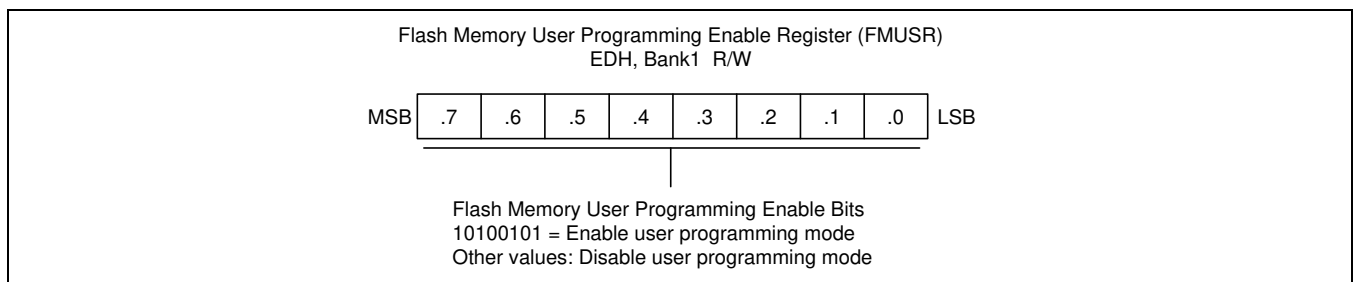 Flash Memory User Programming Enable Register (FMUSR)
EDH, Bank1 R/W
MSB .7 .6 .5 .4 .3 .2 .1 .0 LSB
Flash Memory User Programming Enable Bits
10100101 = Enable user programming mode
Other values: Disable user programming mode